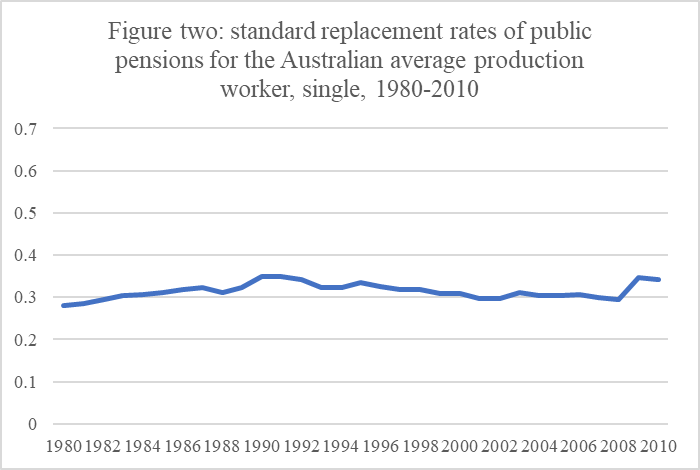 Figure two: standard replacement rates of public
pensions for the Australian average production
worker, single, 1980-2010
0.7
0.6
0.5
0.4
0.3
0.2
0.1
0
1980 1982 1984 1986 1988 1990 1992 1994 1996 1998 2000 2002 2004 2006 2008 2010